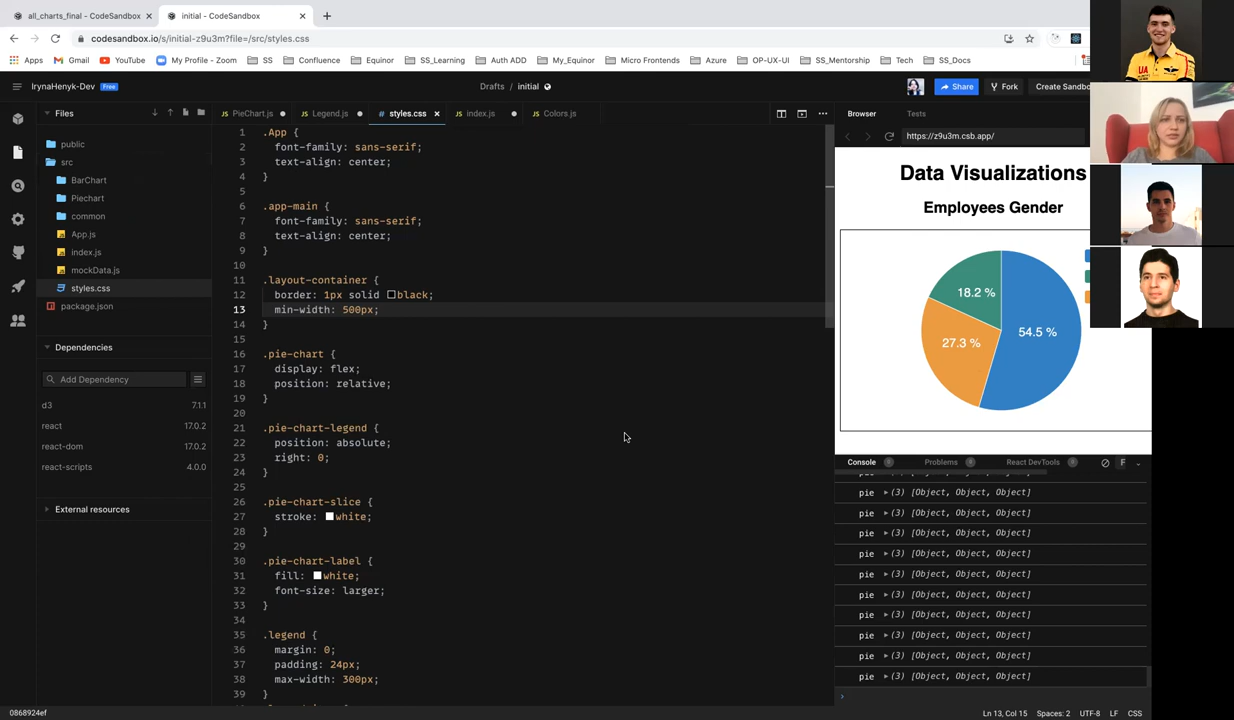 all_charts_final - CodeSandbox
initial - CodeSandbox
codesandbox.io/s/initial-z9u3m?file=/src/styles.css
Apps Gmail YouTube My Profile - Zoom SS Confluence Equinor SS_Learning Auth ADD My_Equinor Micro Frontends Azure OP-UX-UI SS_Mentorship Tech SS_Docs
IrynaHenyk-Dev Free
Drafts / initial
Share Fork Create Sandbo
Files
PieChart.js Legend.js # styles.css index.js Colors.js
Browser Tests
public
src
BarChart
Piechart
common
App.js
index.js
mockData.js
styles.css
package.json
Dependencies
Add Dependency
d3 7.1.1
react 17.0.2
react-dom 17.0.2
react-scripts 4.0.0
External resources
1 .App {
2 font-family: sans-serif;
3 text-align: center;
4 }
5
6 .app-main {
7 font-family: sans-serif;
8 text-align: center;
9 }
10
11 .layout-container {
12 border: 1px solid black;
13 min-width: 500px;
14 }
15
16 .pie-chart {
17 display: flex;
18 position: relative;
19 }
20
21 .pie-chart-legend {
22 position: absolute;
23 right: 0;
24 }
25
26 .pie-chart-slice {
27 stroke: white;
28 }
29
30 .pie-chart-label {
31 fill: white;
32 font-size: larger;
33 }
34
35 .legend {
36 margin: 0;
37 padding: 24px;
38 max-width: 300px;
39 }
https://z9u3m.csb.app/
Data Visualizations
Employees Gender
18.2 %
54.5 %
27.3 %
UA
Console 0 Problems 0 React DevTools 0 F
pie (3) [Object, Object, Object]
pie (3) [Object, Object, Object]
pie (3) [Object, Object, Object]
pie (3) [Object, Object, Object]
pie (3) [Object, Object, Object]
pie (3) [Object, Object, Object]
pie (3) [Object, Object, Object]
pie (3) [Object, Object, Object]
pie (3) [Object, Object, Object]
pie (3) [Object, Object, Object]
0868924ef
Ln 13, Col 15 Spaces: 2 UTF-8 LF CSS